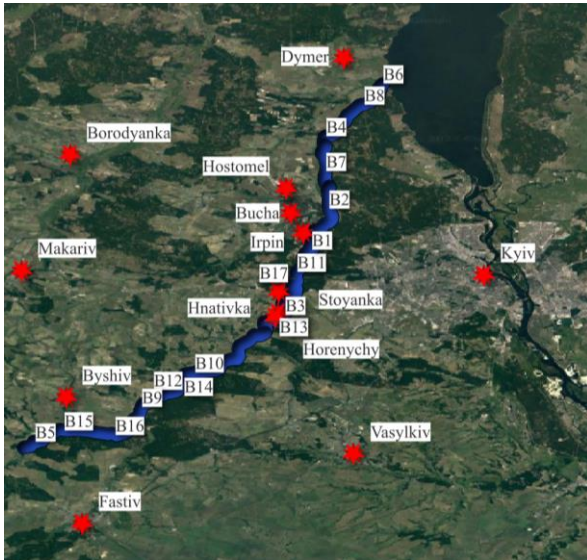 Dymer
B6
B8
Borodyanka
B4
B7
Hostomel
B2
Bucha
Irpin
B1
Makariv
B11
Kyiv
B17
Hnativka
B3
Stoyanka
B13
Horenychy
B10
Byshiv
B12
B14
B9
B15
B16
B5
Vasylkiv
Fastiv